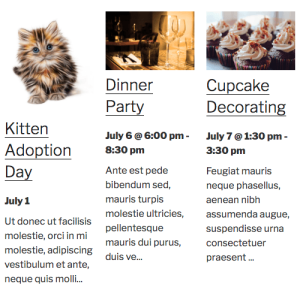 Kitten
Adoption
Day
July 1
Ut donec ut facilisis
molestie, orci in mi
molestie, adipiscing
vestibulum et ante,
neque quis molli...
Dinner
Party
July 6 @ 6:00 pm -
8:30 pm
Ante est pede
bibendum sed,
mauris turpis
molestie ultricies,
pellentesque
mauris dui purus,
duis ve...
Cupcake
Decorating
July 7 @ 1:30 pm -
3:30 pm
Feugiat mauris
neque phasellus,
aenean nibh
assumenda augue,
suspendisse urna
consectetuer
praesent ...